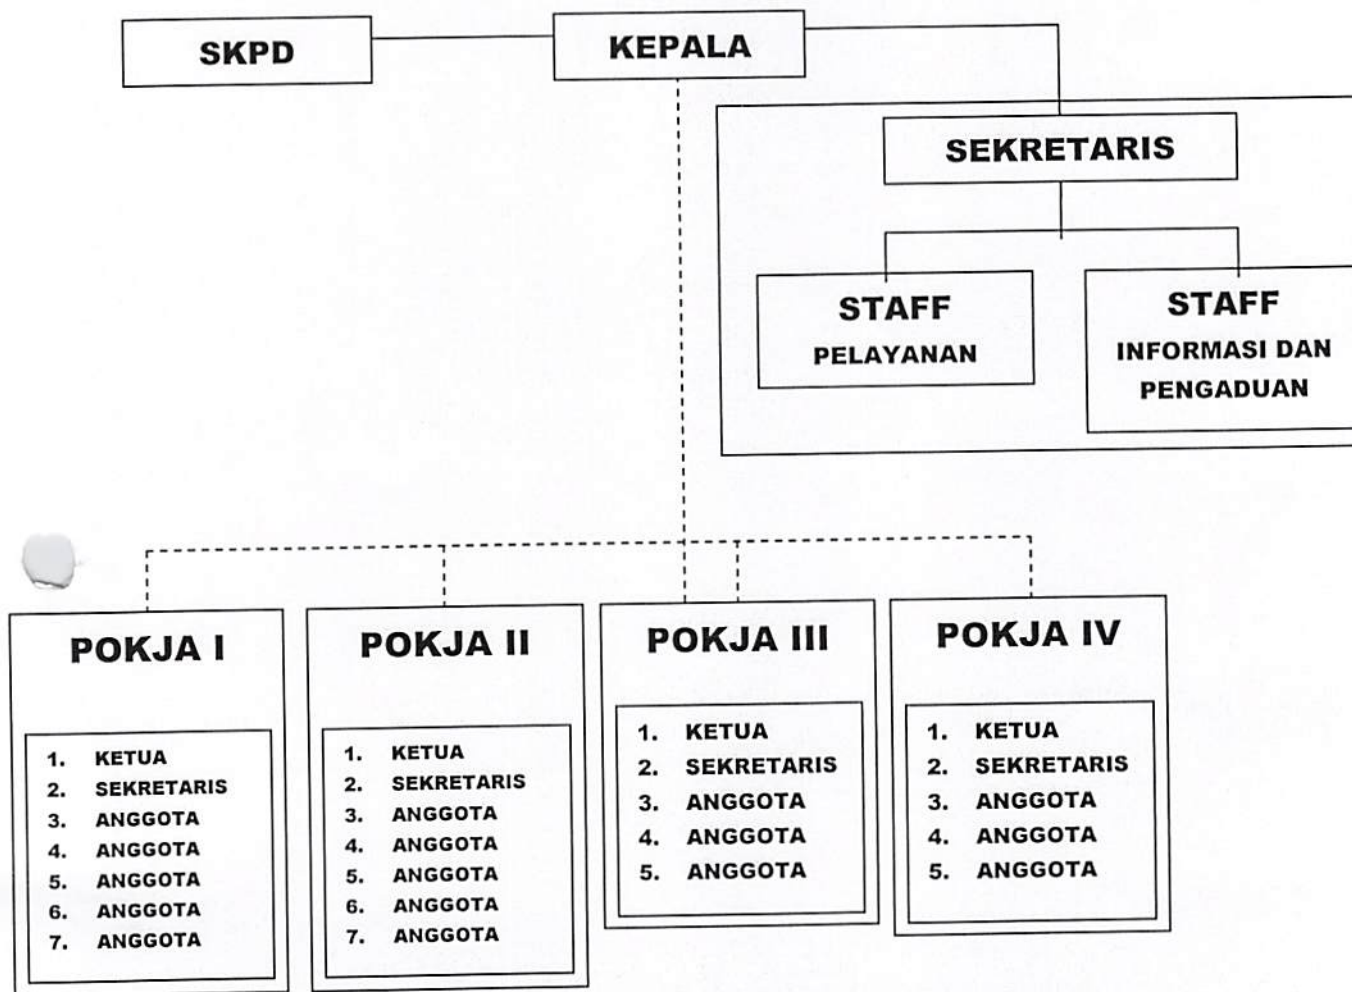 SKPD
KEPALA
SEKRETARIS
STAFF
PELAYANAN
STAFF
INFORMASI DAN
PENGADUAN
POKJA I
1. KETUA
2. SEKRETARIS
3. ANGGOTA
4. ANGGOTA
5. ANGGOTA
6. ANGGOTA
7. ANGGOTA
POKJA II
1. KETUA
2. SEKRETARIS
3. ANGGOTA
4. ANGGOTA
5. ANGGOTA
6. ANGGOTA
7. ANGGOTA
POKJA III
1. KETUA
2. SEKRETARIS
3. ANGGOTA
4. ANGGOTA
5. ANGGOTA
POKJA IV
1. KETUA
2. SEKRETARIS
3. ANGGOTA
4. ANGGOTA
5. ANGGOTA